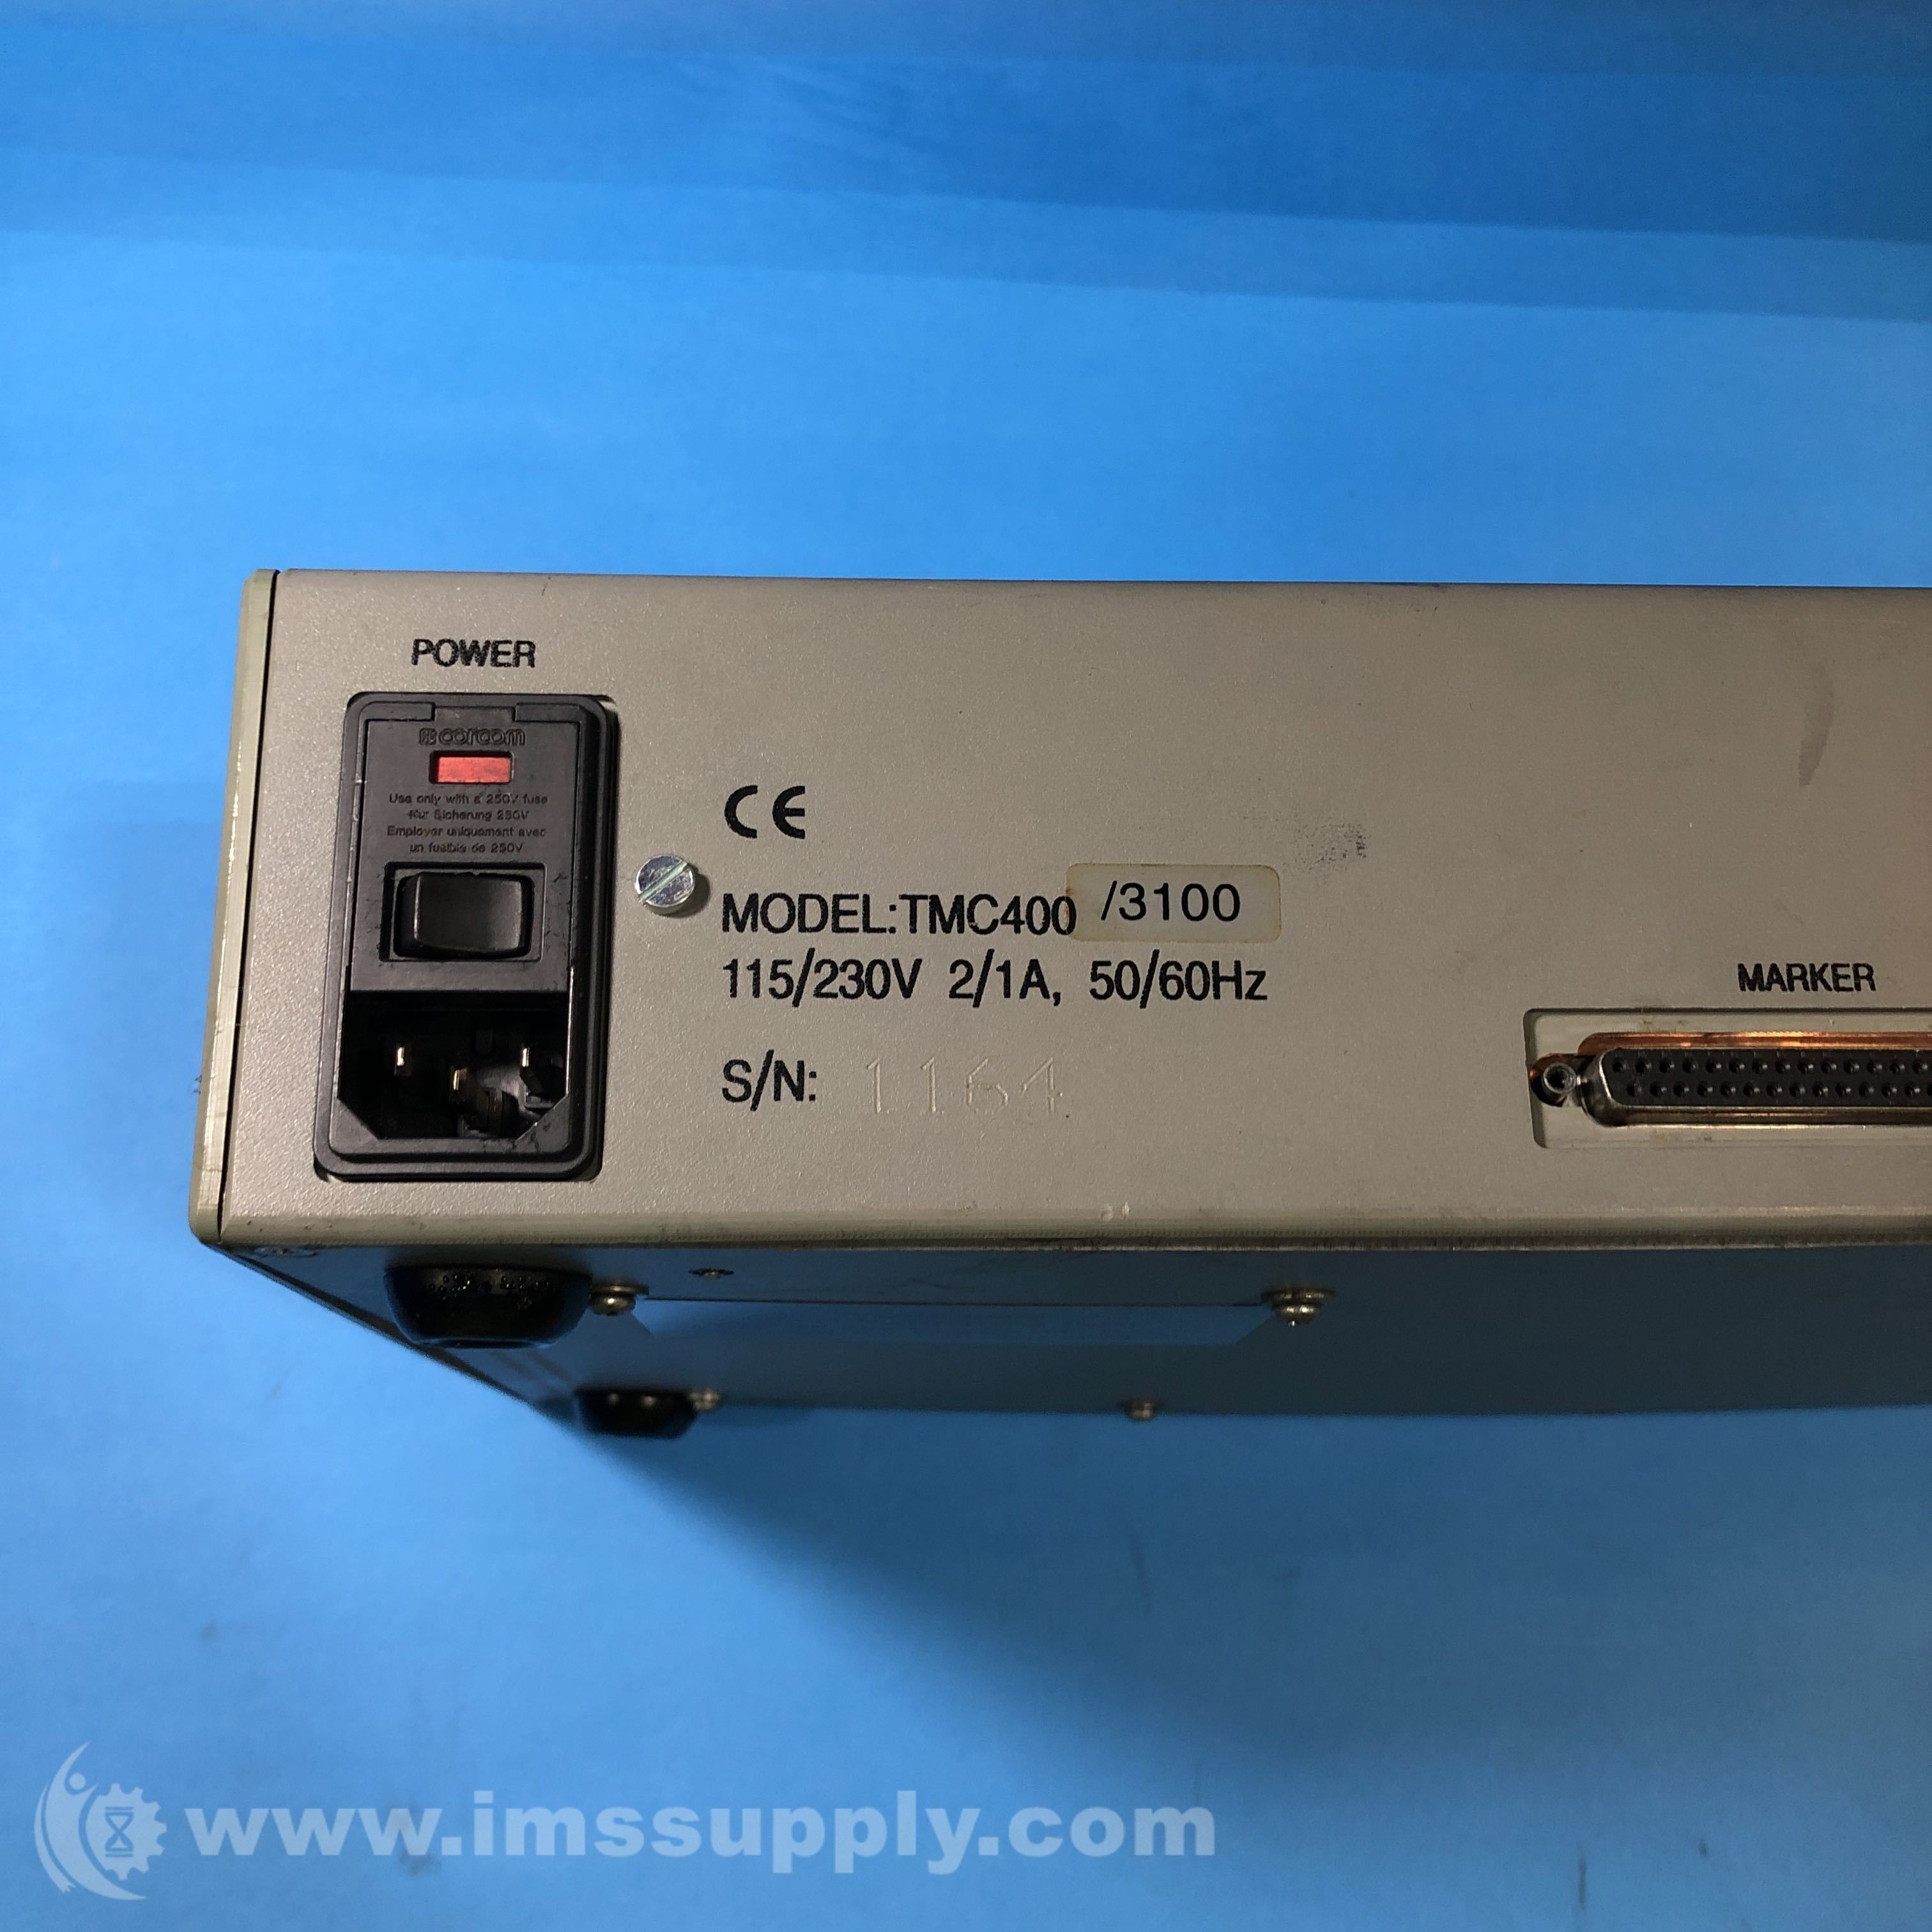 POWER
corcom
Use only with a 250V fuse
für Sicherung 250V
Employer uniquement avec
un fusible de 250V
CE
MODEL:TMC400 /3100
115/230V 2/1A, 50/60Hz
S/N: 1164
MARKER
www.imssupply.com